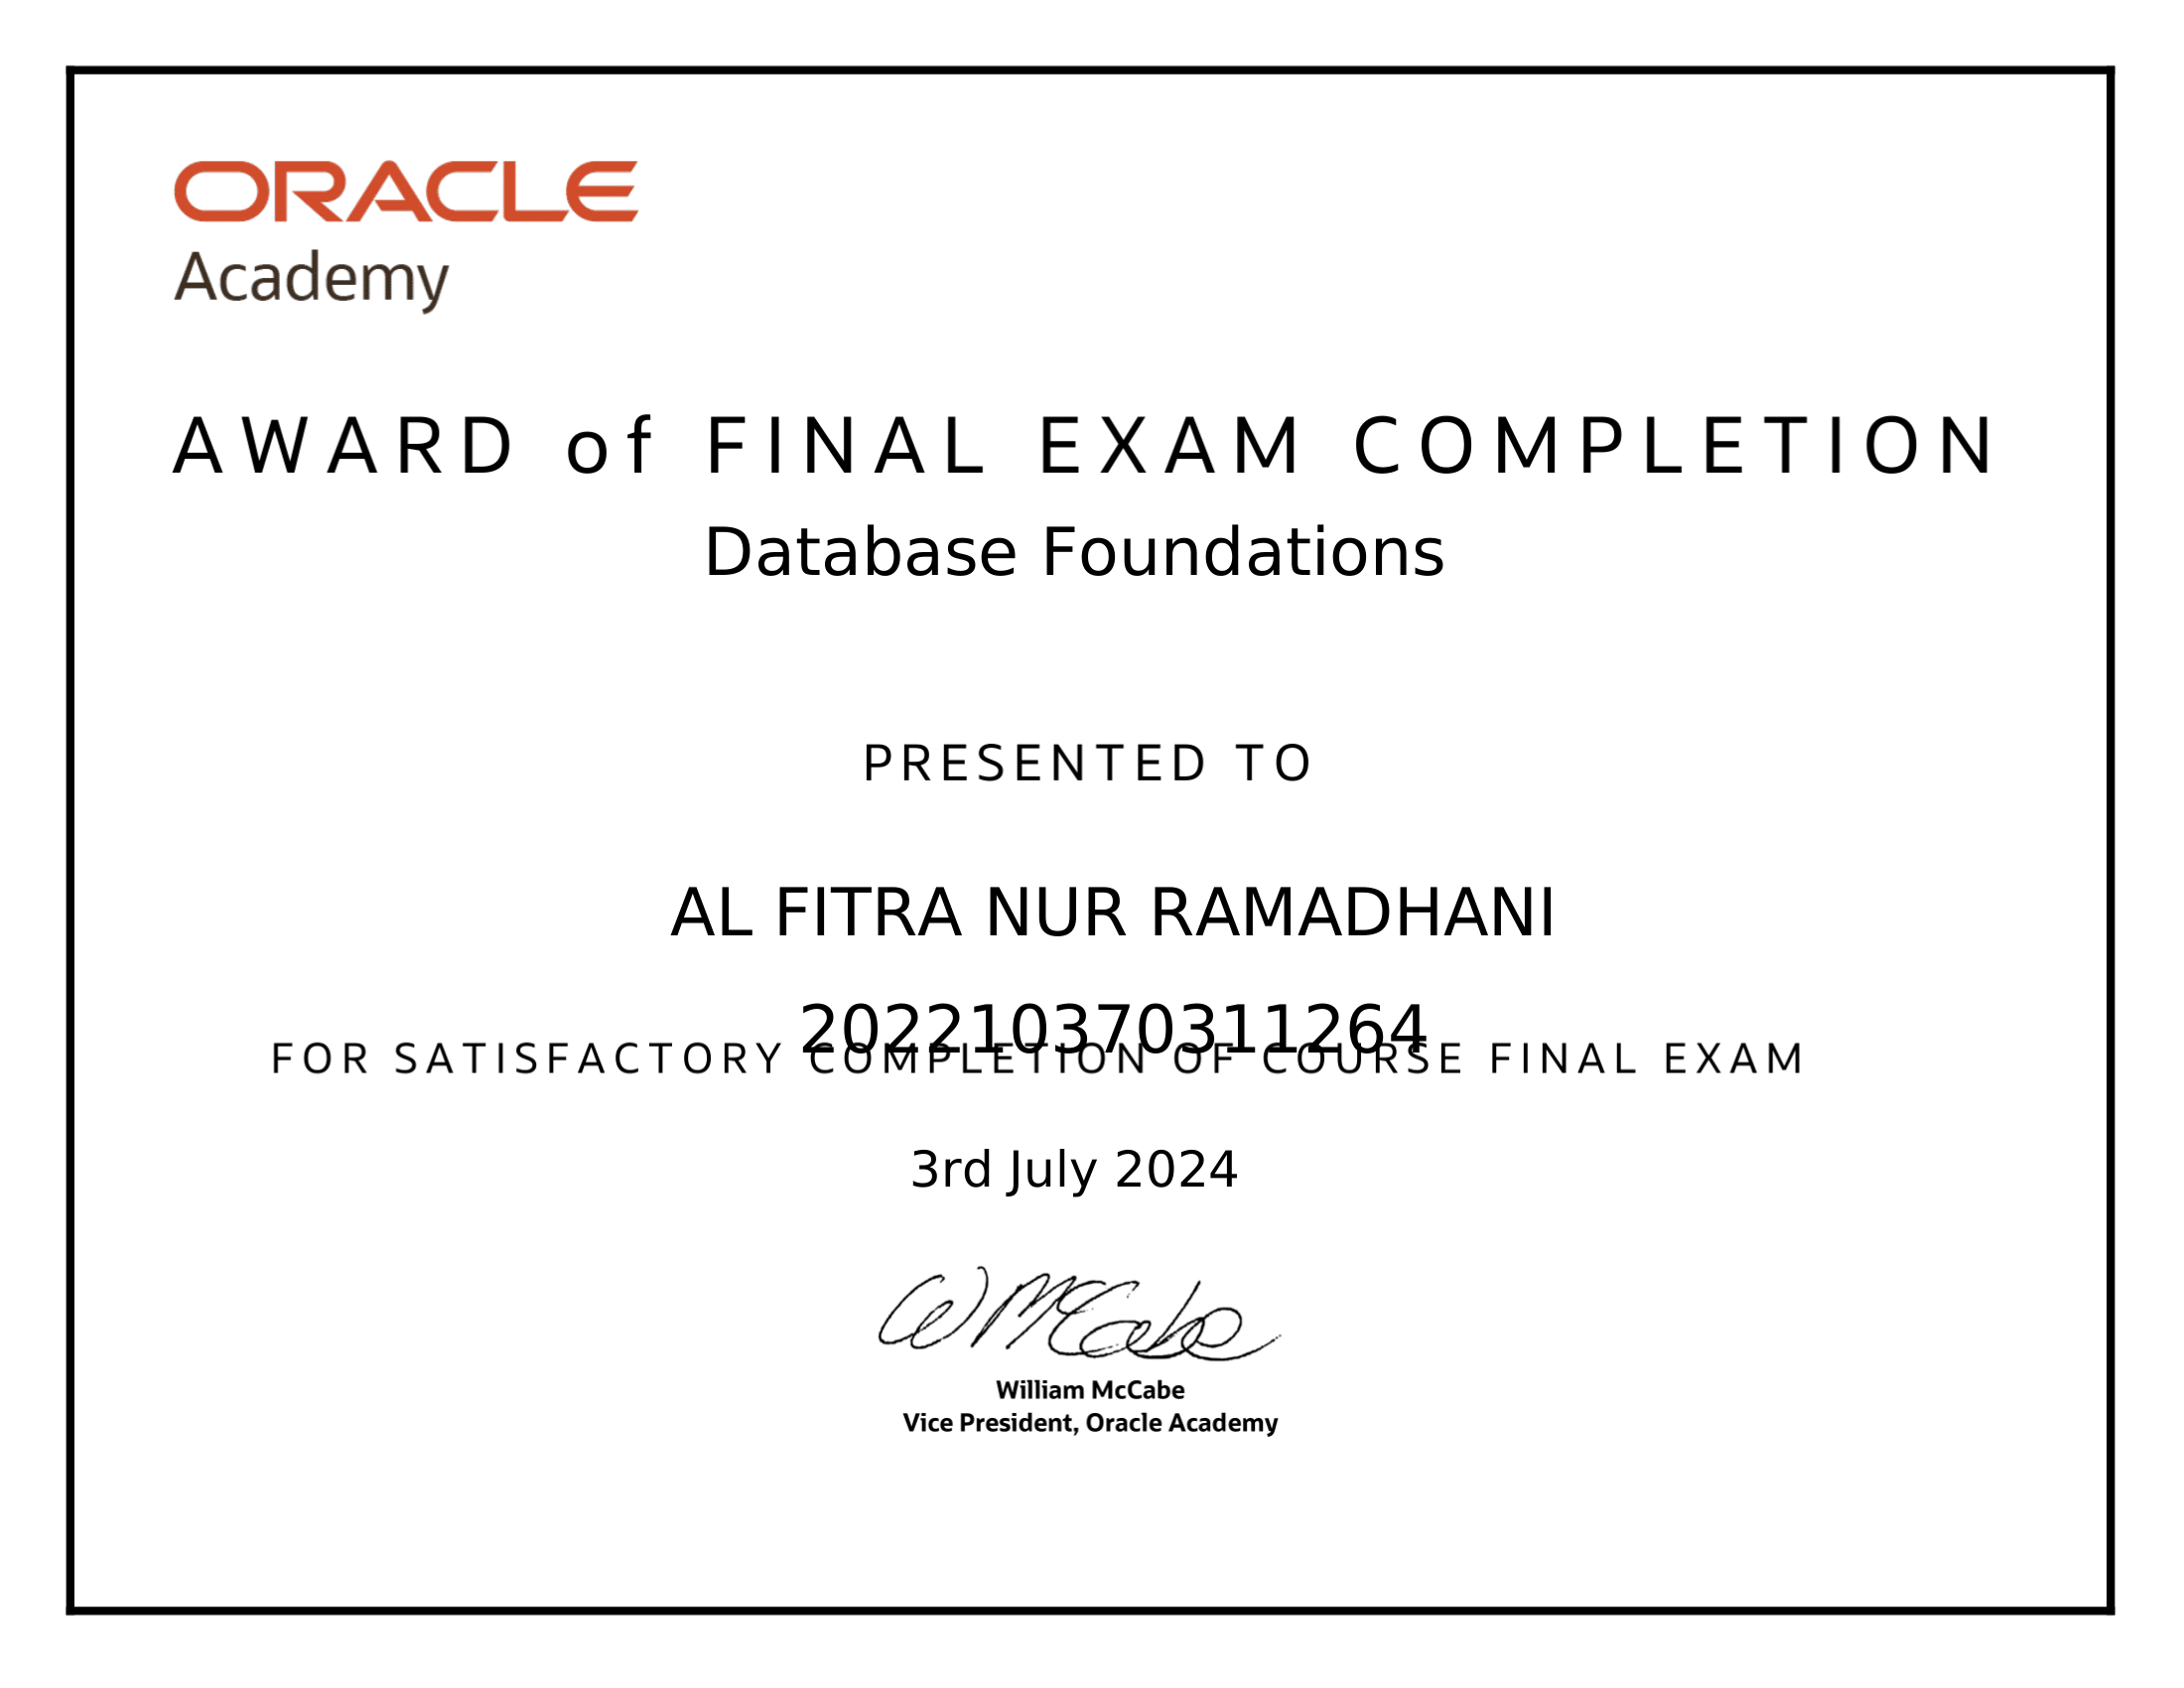 ORACLE
Academy
AWARD of FINAL EXAM COMPLETION
Database Foundations
PRESENTED TO
AL FITRA NUR RAMADHANI
202210370311264
FOR SATISFACTORY COMPLETION OF COURSE FINAL EXAM
3rd July 2024
W McCabe
William McCabe
Vice President, Oracle Academy